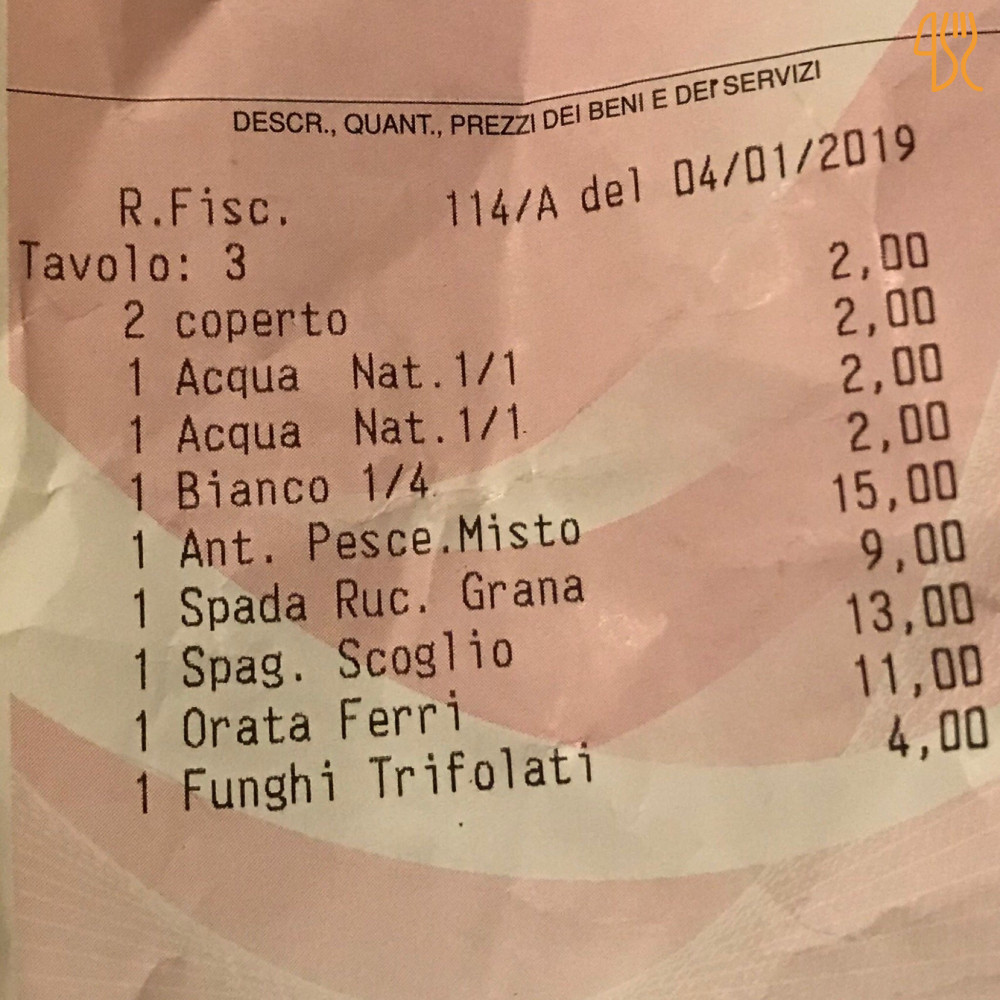 DESCR., QUANT., PREZZI DEI BENI E DEI SERVIZI
R.Fisc. 114/A del 04/01/2019
Tavolo: 3
2 coperto 2,00
1 Acqua Nat.1/1 2,00
1 Acqua Nat.1/1 2,00
1 Bianco 1/4 2,00
1 Ant. Pesce.Misto 15,00
1 Spada Ruc. Grana 9,00
1 Spag. Scoglio 13,00
1 Orata Ferri 11,00
1 Funghi Trifolati 4,00